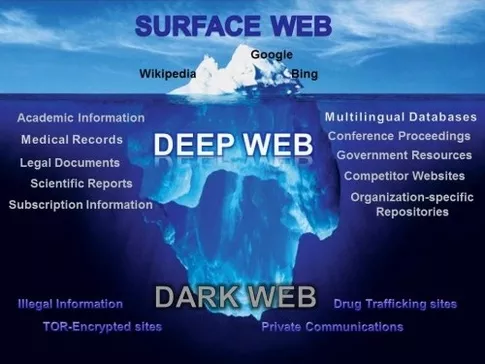 SURFACE WEB
Google
Wikipedia
Bing
Academic Information
Medical Records
Legal Documents
Scientific Reports
Subscription Information
DEEP WEB
Multilingual Databases
Conference Proceedings
Government Resources
Competitor Websites
Organization-specific
Repositories
DARK WEB
Illegal Information
TOR-Encrypted sites
Drug Trafficking sites
Private Communications